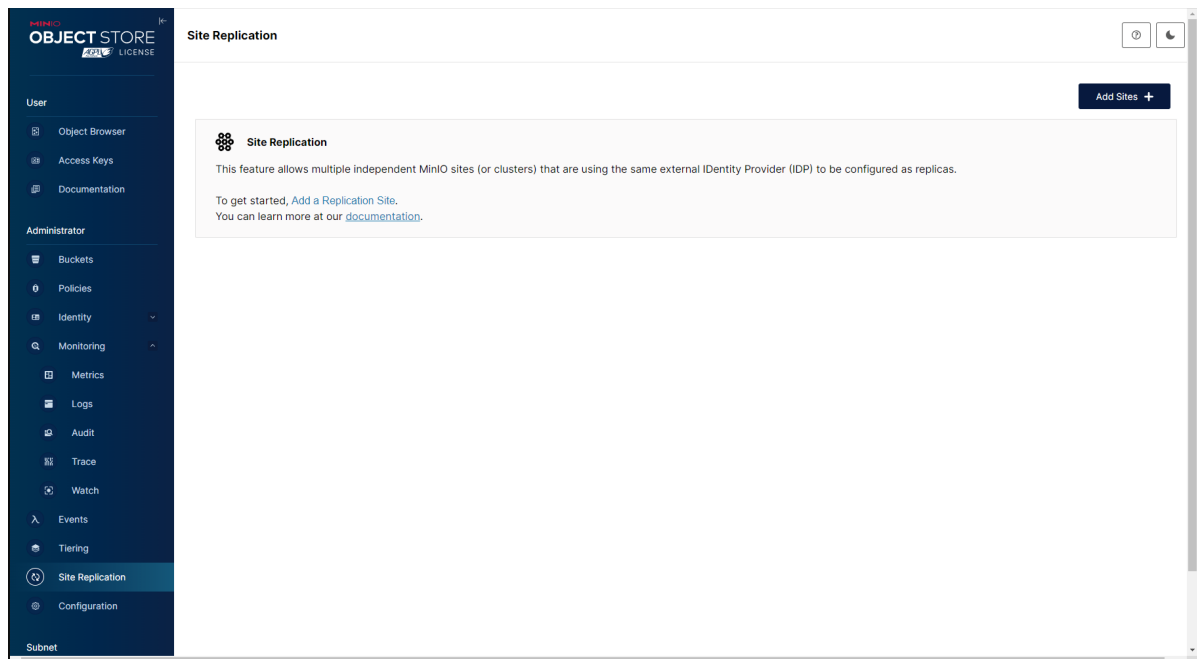 MINIO
OBJECT STORE
AGPLv3 LICENSE
User
Object Browser
Access Keys
Documentation
Administrator
Buckets
Policies
Identity
Monitoring
Metrics
Logs
Audit
Trace
Watch
Events
Tiering
Site Replication
Configuration
Subnet
Site Replication
Add Sites +
Site Replication
This feature allows multiple independent MinIO sites (or clusters) that are using the same external IDentity Provider (IDP) to be configured as replicas.
To get started, Add a Replication Site.
You can learn more at our documentation.